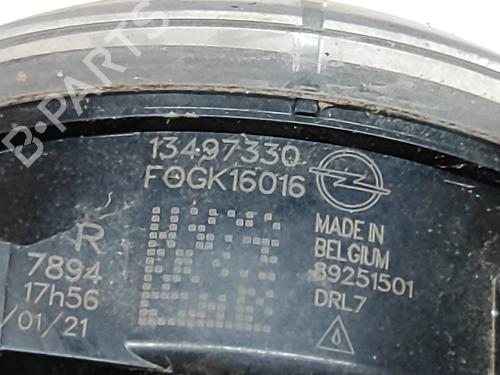 B-PARTS
13497330
FOGK16016
R
MADE IN
BELGIUM
7894
89251501
17h56
DRL7
/01/21